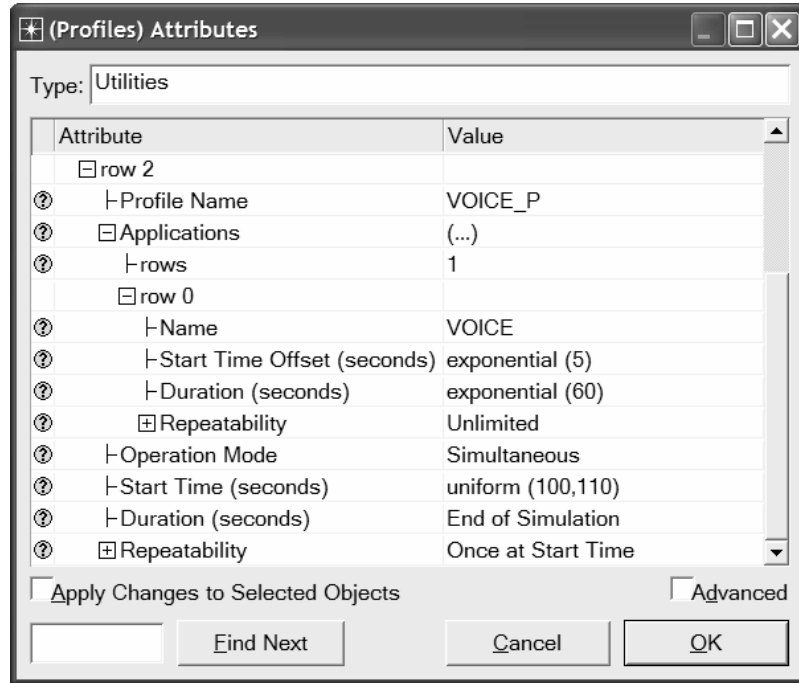 (Profiles) Attributes
Type: Utilities
Attribute Value
row 2
Profile Name VOICE_P
Applications (...)
rows 1
row 0
Name VOICE
Start Time Offset (seconds) exponential (5)
Duration (seconds) exponential (60)
Repeatability Unlimited
Operation Mode Simultaneous
Start Time (seconds) uniform (100,110)
Duration (seconds) End of Simulation
Repeatability Once at Start Time
Apply Changes to Selected Objects Advanced
Find Next Cancel OK